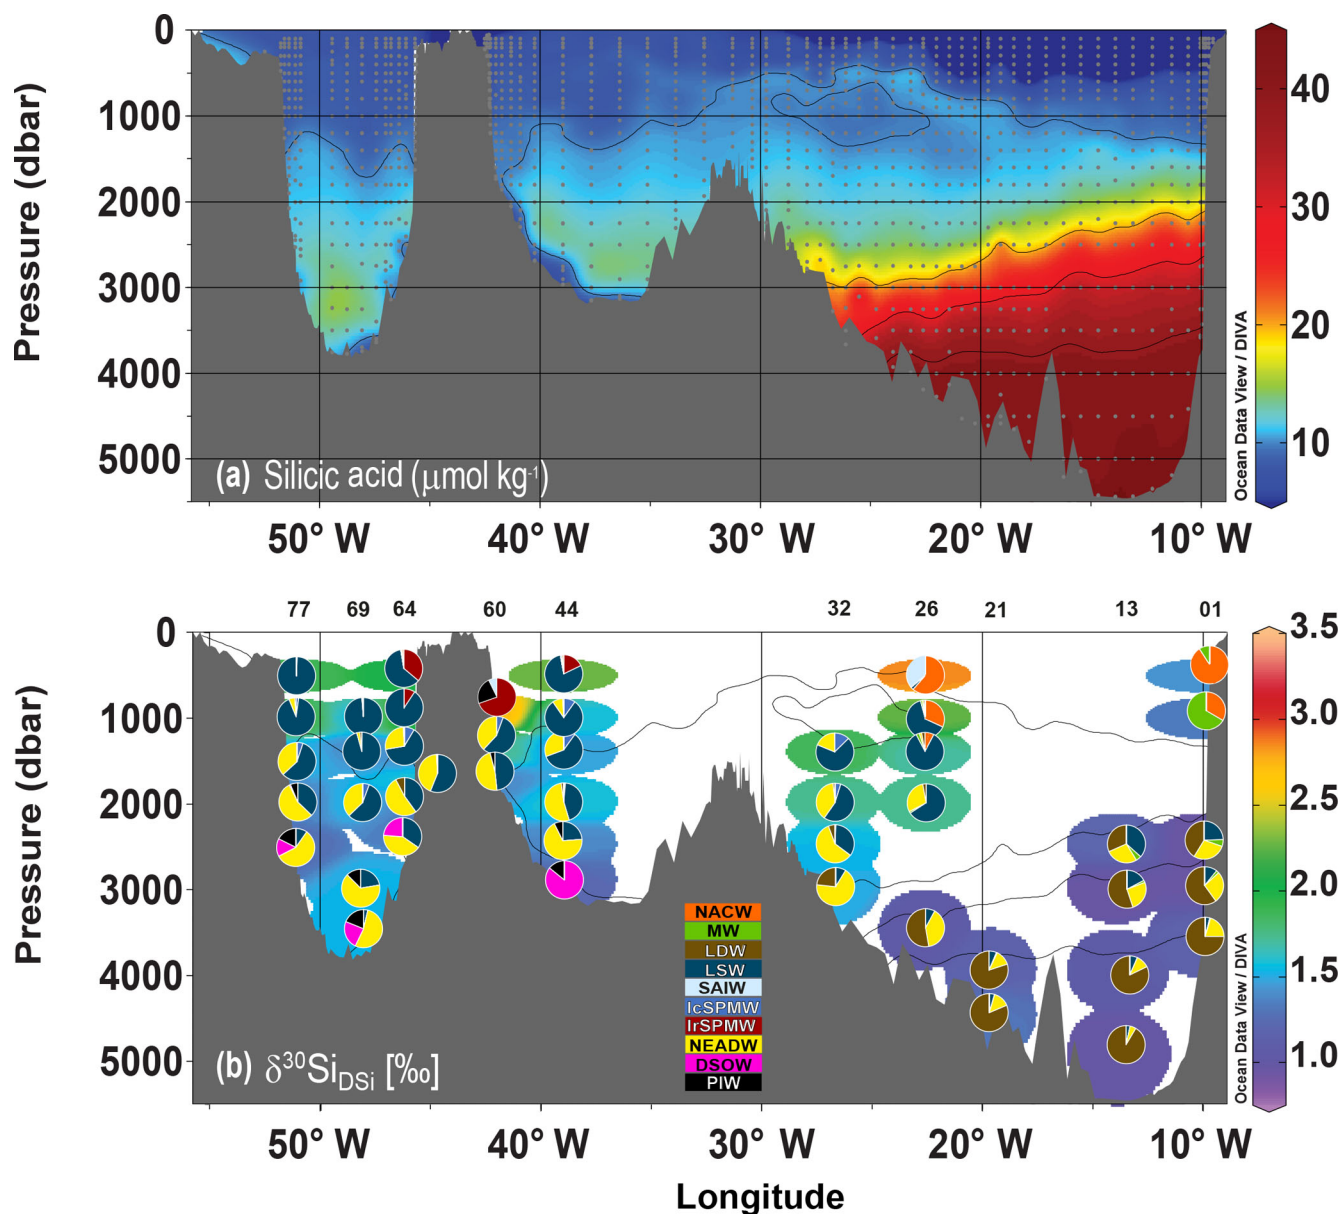 0
1000
2000
3000
4000
5000
Pressure (dbar)
(a) Silicic acid (μmol kg-1)
50° W 40° W 30° W 20° W 10° W
40
30
20
10
Ocean Data View / DIVA
77 69 64 60 44 32 26 21 13 01
0
1000
2000
3000
4000
5000
Pressure (dbar)
NACW
MW
LDW
LSW
SAIW
IcSPMW
IrSPMW
NEADW
DSOW
PIW
(b) δ³⁰Si_DSi [‰]
50° W 40° W 30° W 20° W 10° W
Longitude
3.5
3.0
2.5
2.0
1.5
1.0
Ocean Data View / DIVA